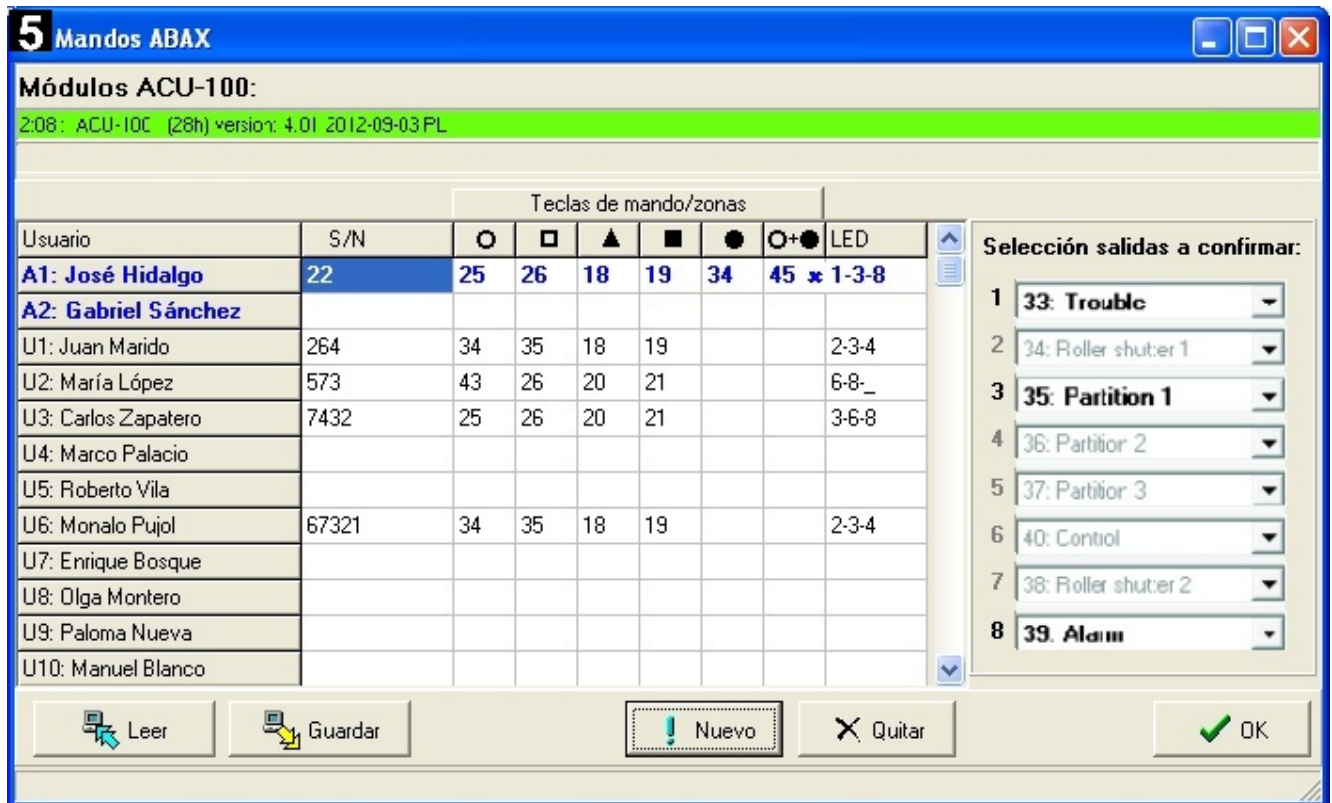 5 Mandos ABAX
Módulos ACU-100:
2:08: ACU-100 (28h) version: 4.01 2012-09-03 PL
Teclas de mando/zonas
Usuario S/N ○ □ ▲ ■ ● ○+● LED
A1: José Hidalgo 22 25 26 18 19 34 45 x 1-3-8
A2: Gabriel Sánchez
U1: Juan Marido 264 34 35 18 19 2-3-4
U2: María López 573 43 26 20 21 6-8-_
U3: Carlos Zapatero 7432 25 26 20 21 3-6-8
U4: Marco Palacio
U5: Roberto Vila
U6: Monalo Pujol 67321 34 35 18 19 2-3-4
U7: Enrique Bosque
U8: Olga Montero
U9: Paloma Nueva
U10: Manuel Blanco
Selección salidas a confirmar:
1 33: Trouble
2 34: Roller shutter 1
3 35: Partition 1
4 36: Partition 2
5 37: Partition 3
6 40: Control
7 38: Roller shutter 2
8 39. Alarm
Leer Guardar Nuevo Quitar OK